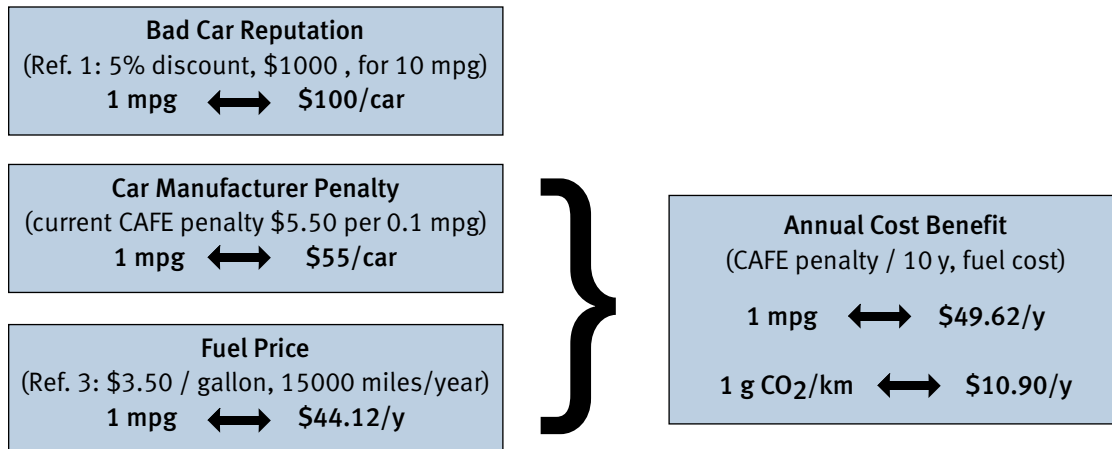 Bad Car Reputation
(Ref. 1: 5% discount, $1000 , for 10 mpg)
1 mpg ⟷ $100/car
Car Manufacturer Penalty
(current CAFE penalty $5.50 per 0.1 mpg)
1 mpg ⟷ $55/car
Fuel Price
(Ref. 3: $3.50 / gallon, 15000 miles/year)
1 mpg ⟷ $44.12/y
}
Annual Cost Benefit
(CAFE penalty / 10 y, fuel cost)
1 mpg ⟷ $49.62/y
1 g CO₂/km ⟷ $10.90/y